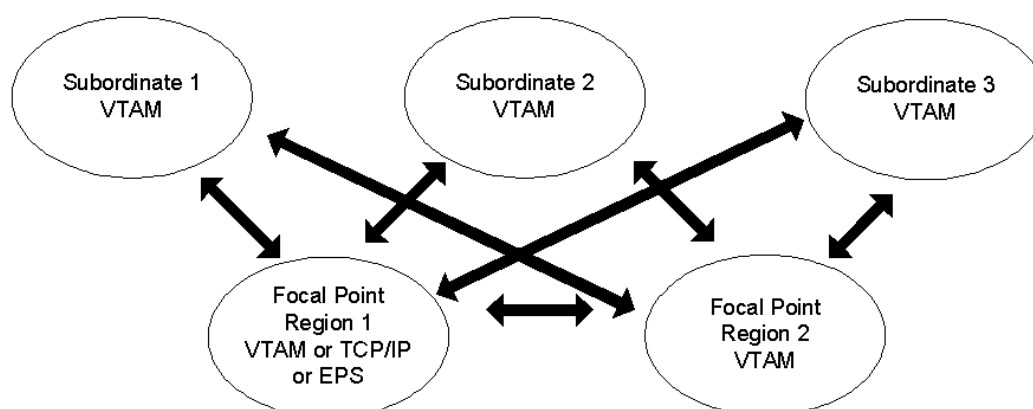 Subordinate 1
VTAM
Subordinate 2
VTAM
Subordinate 3
VTAM
Focal Point
Region 1
VTAM or TCP/IP
or EPS
Focal Point
Region 2
VTAM